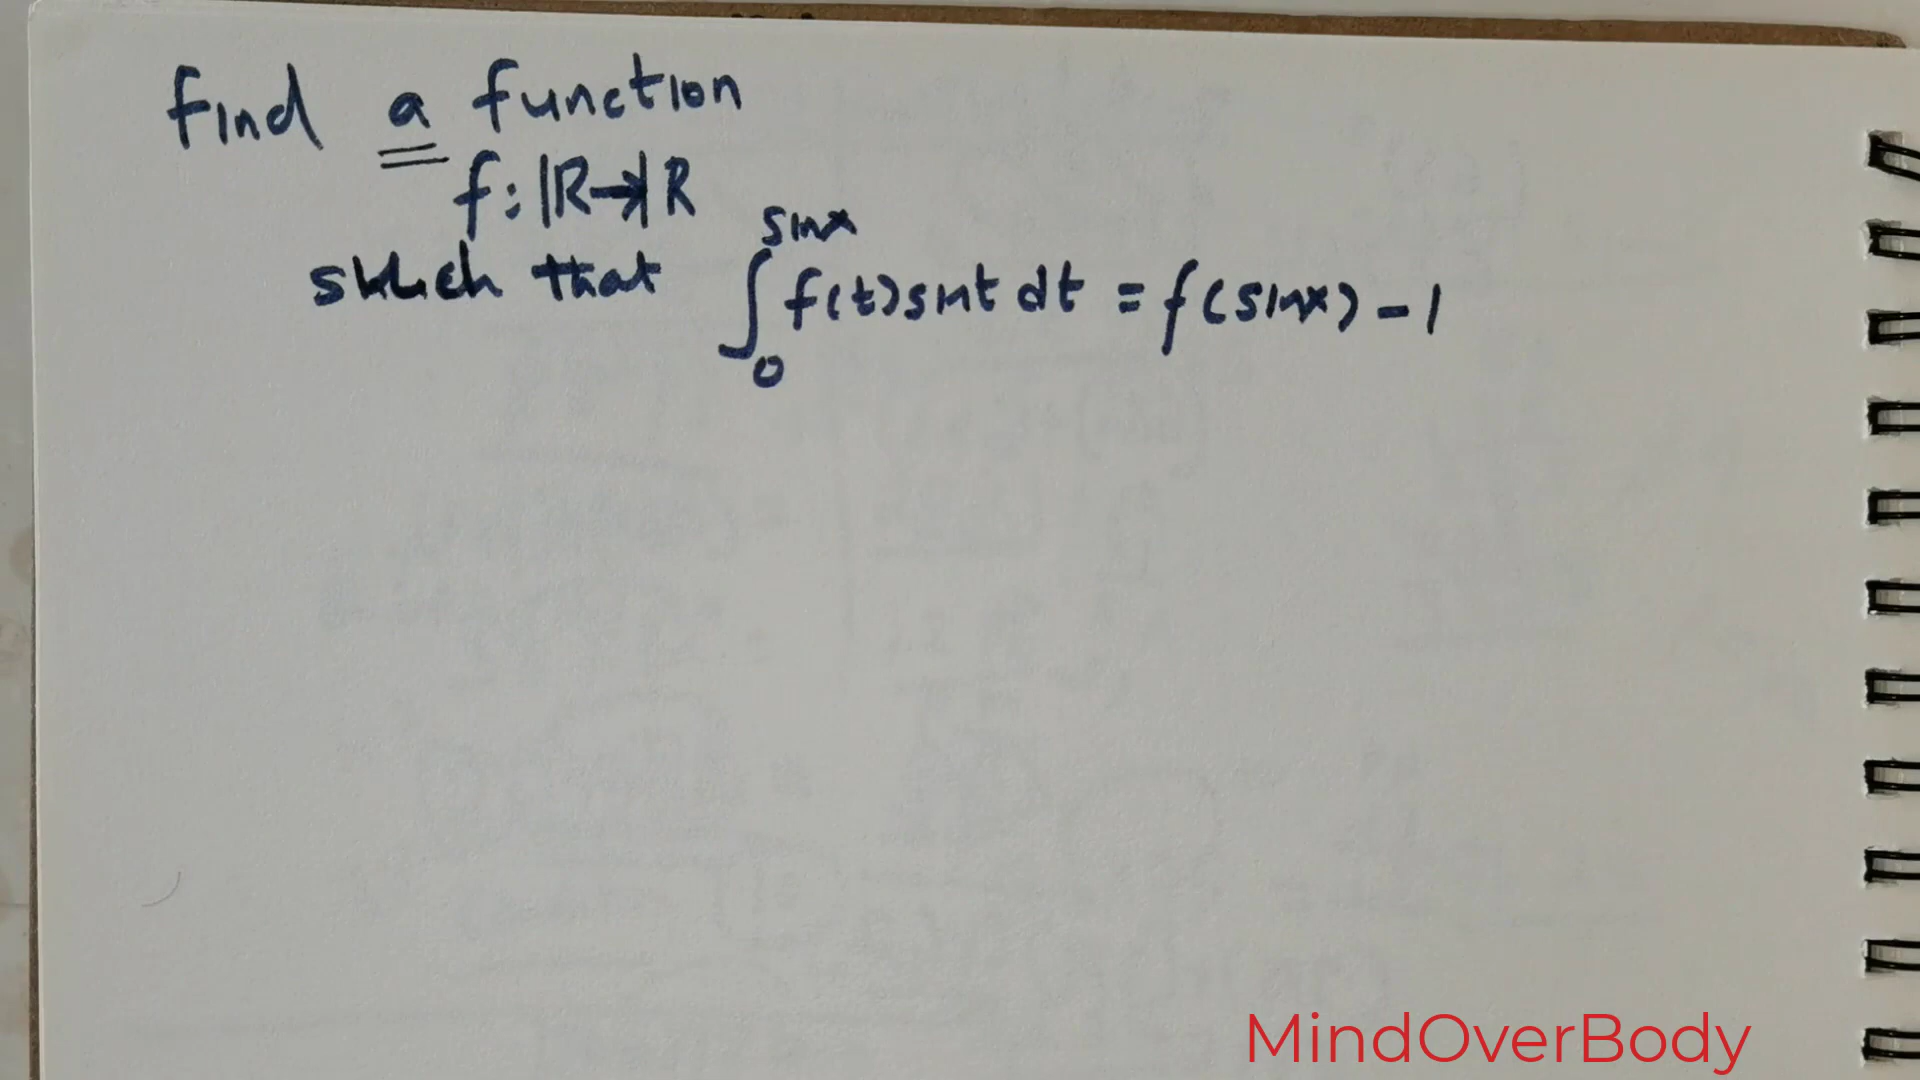 find a function
f: ℝ→ℝ
such that ∫₀^{sinx} f(t)sint dt = f(sinx) - 1
MindOverBody